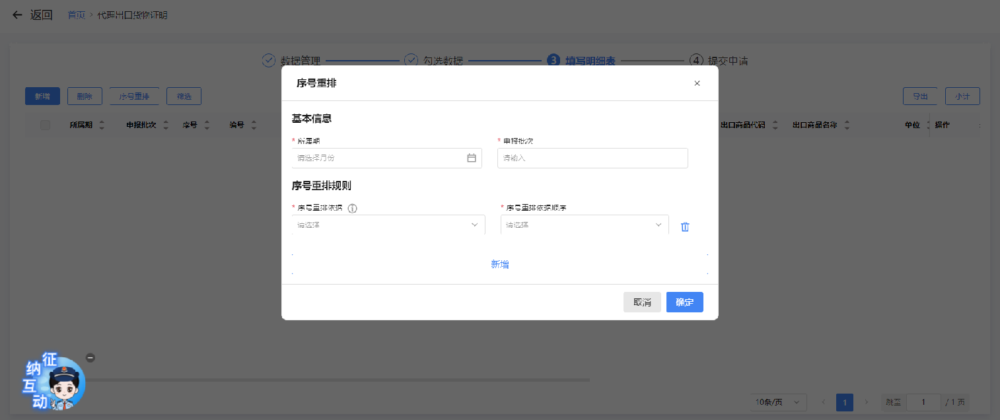 返回 首页 > 代理出口货物证明
数据管理 勾选数据 3 填写明细表 4 提交申请
新增 删除 序号重排 筛选 导出 小计
所属期 申报批次 序号 编号 出口商品代码 出口商品名称 单位 操作
序号重排
基本信息
* 所属期 * 申报批次
请选择月份 请输入
序号重排规则
* 序号重排依据 * 序号重排依据顺序
请选择 请选择
新增
取消 确定
征
纳
互
动
10条/页 1 跳至 1 / 1 页